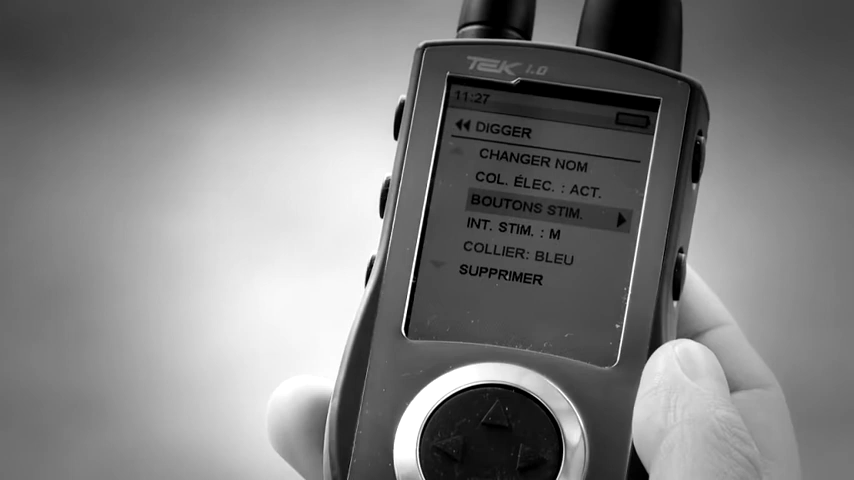 TEK 1.0
11:27
DIGGER
CHANGER NOM
COL. ÉLEC. : ACT.
BOUTONS STIM.
INT. STIM. : M
COLLIER: BLEU
SUPPRIMER